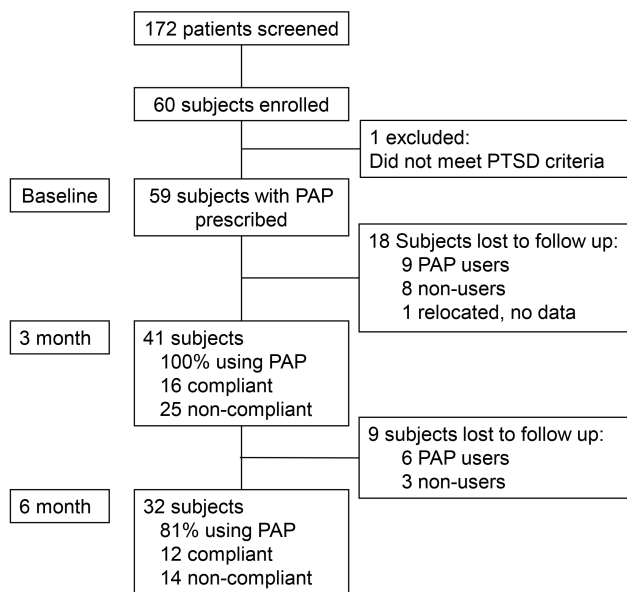 172 patients screened
60 subjects enrolled
1 excluded:
Did not meet PTSD criteria
Baseline
59 subjects with PAP
prescribed
18 Subjects lost to follow up:
9 PAP users
8 non-users
1 relocated, no data
3 month
41 subjects
100% using PAP
16 compliant
25 non-compliant
9 subjects lost to follow up:
6 PAP users
3 non-users
6 month
32 subjects
81% using PAP
12 compliant
14 non-compliant